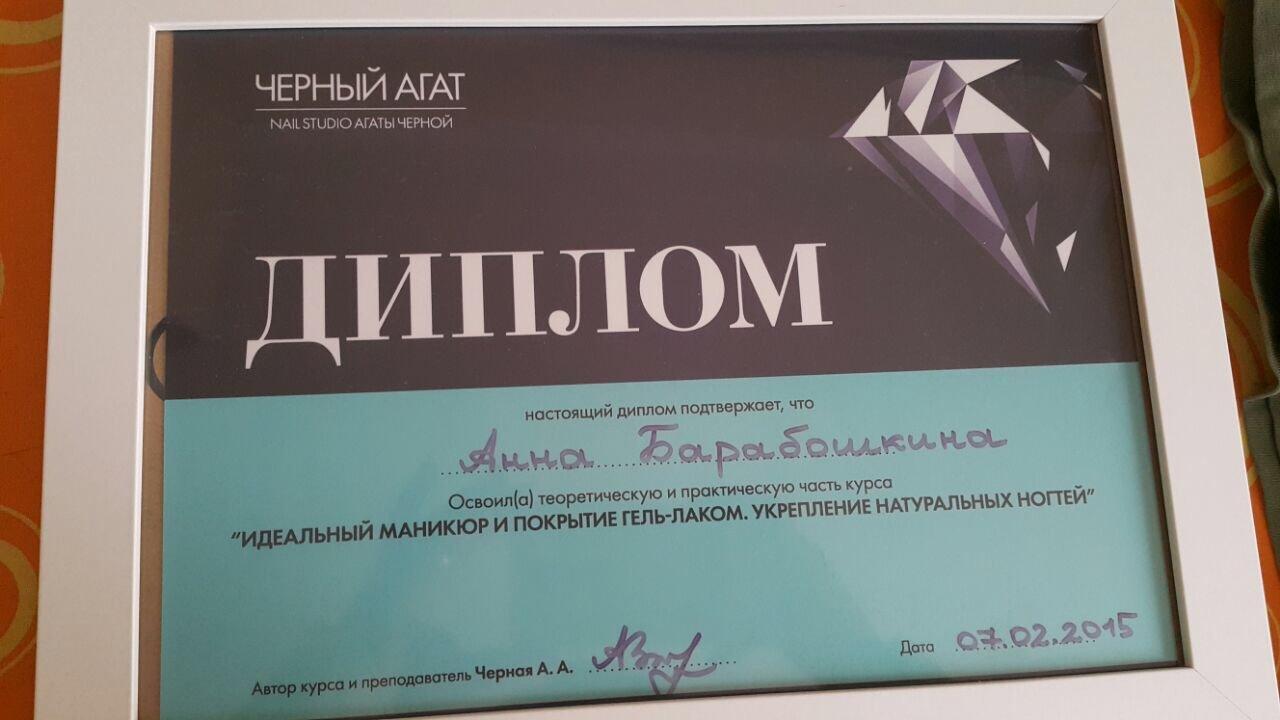 ЧЕРНЫЙ АГАТ
NAIL STUDIO АГАТЫ ЧЕРНОЙ
ДИПЛОМ
настоящий диплом подтвержает, что
Анна Барабошкина
Освоил(а) теоретическую и практическую часть курса
"ИДЕАЛЬНЫЙ МАНИКЮР И ПОКРЫТИЕ ГЕЛЬ-ЛАКОМ. УКРЕПЛЕНИЕ НАТУРАЛЬНЫХ НОГТЕЙ"
Автор курса и преподаватель Черная А. А.
Дата 07.02.2015